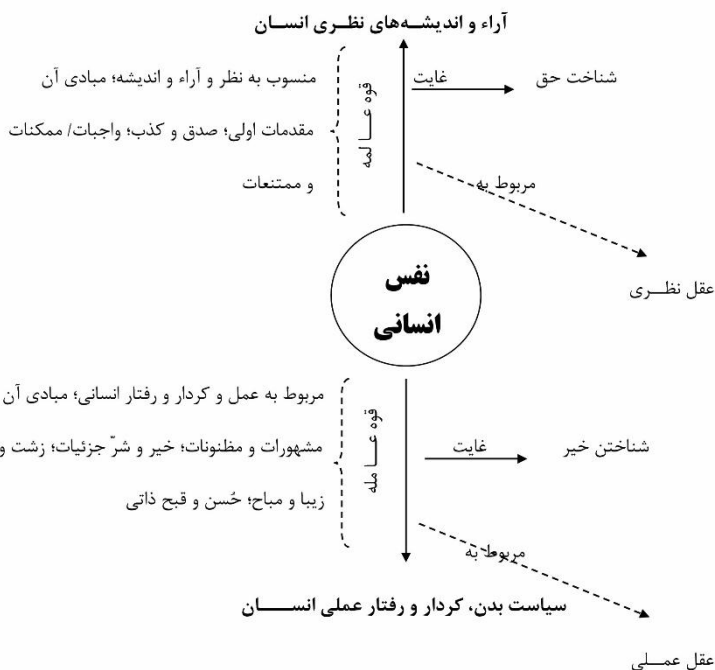 آراء و اندیشه‌های نظری انسان
شناخت حق
غایت
قوه عالمه
منسوب به نظر و آراء و اندیشه؛ مبادی آن
مقدمات اولی؛ صدق و کذب؛ واجبات/ ممکنات
و ممتنعات
مربوط به
عقل نظری
نفس
انسانی
قوه عامله
مربوط به عمل و کردار و رفتار انسانی؛ مبادی آن
مشهورات و مظنونات؛ خیر و شرّ جزئیات؛ زشت و
زیبا و مباح؛ حُسن و قبح ذاتی
شناختن خیر
غایت
مربوط به
سیاست بدن، کردار و رفتار عملی انسان
عقل عملی